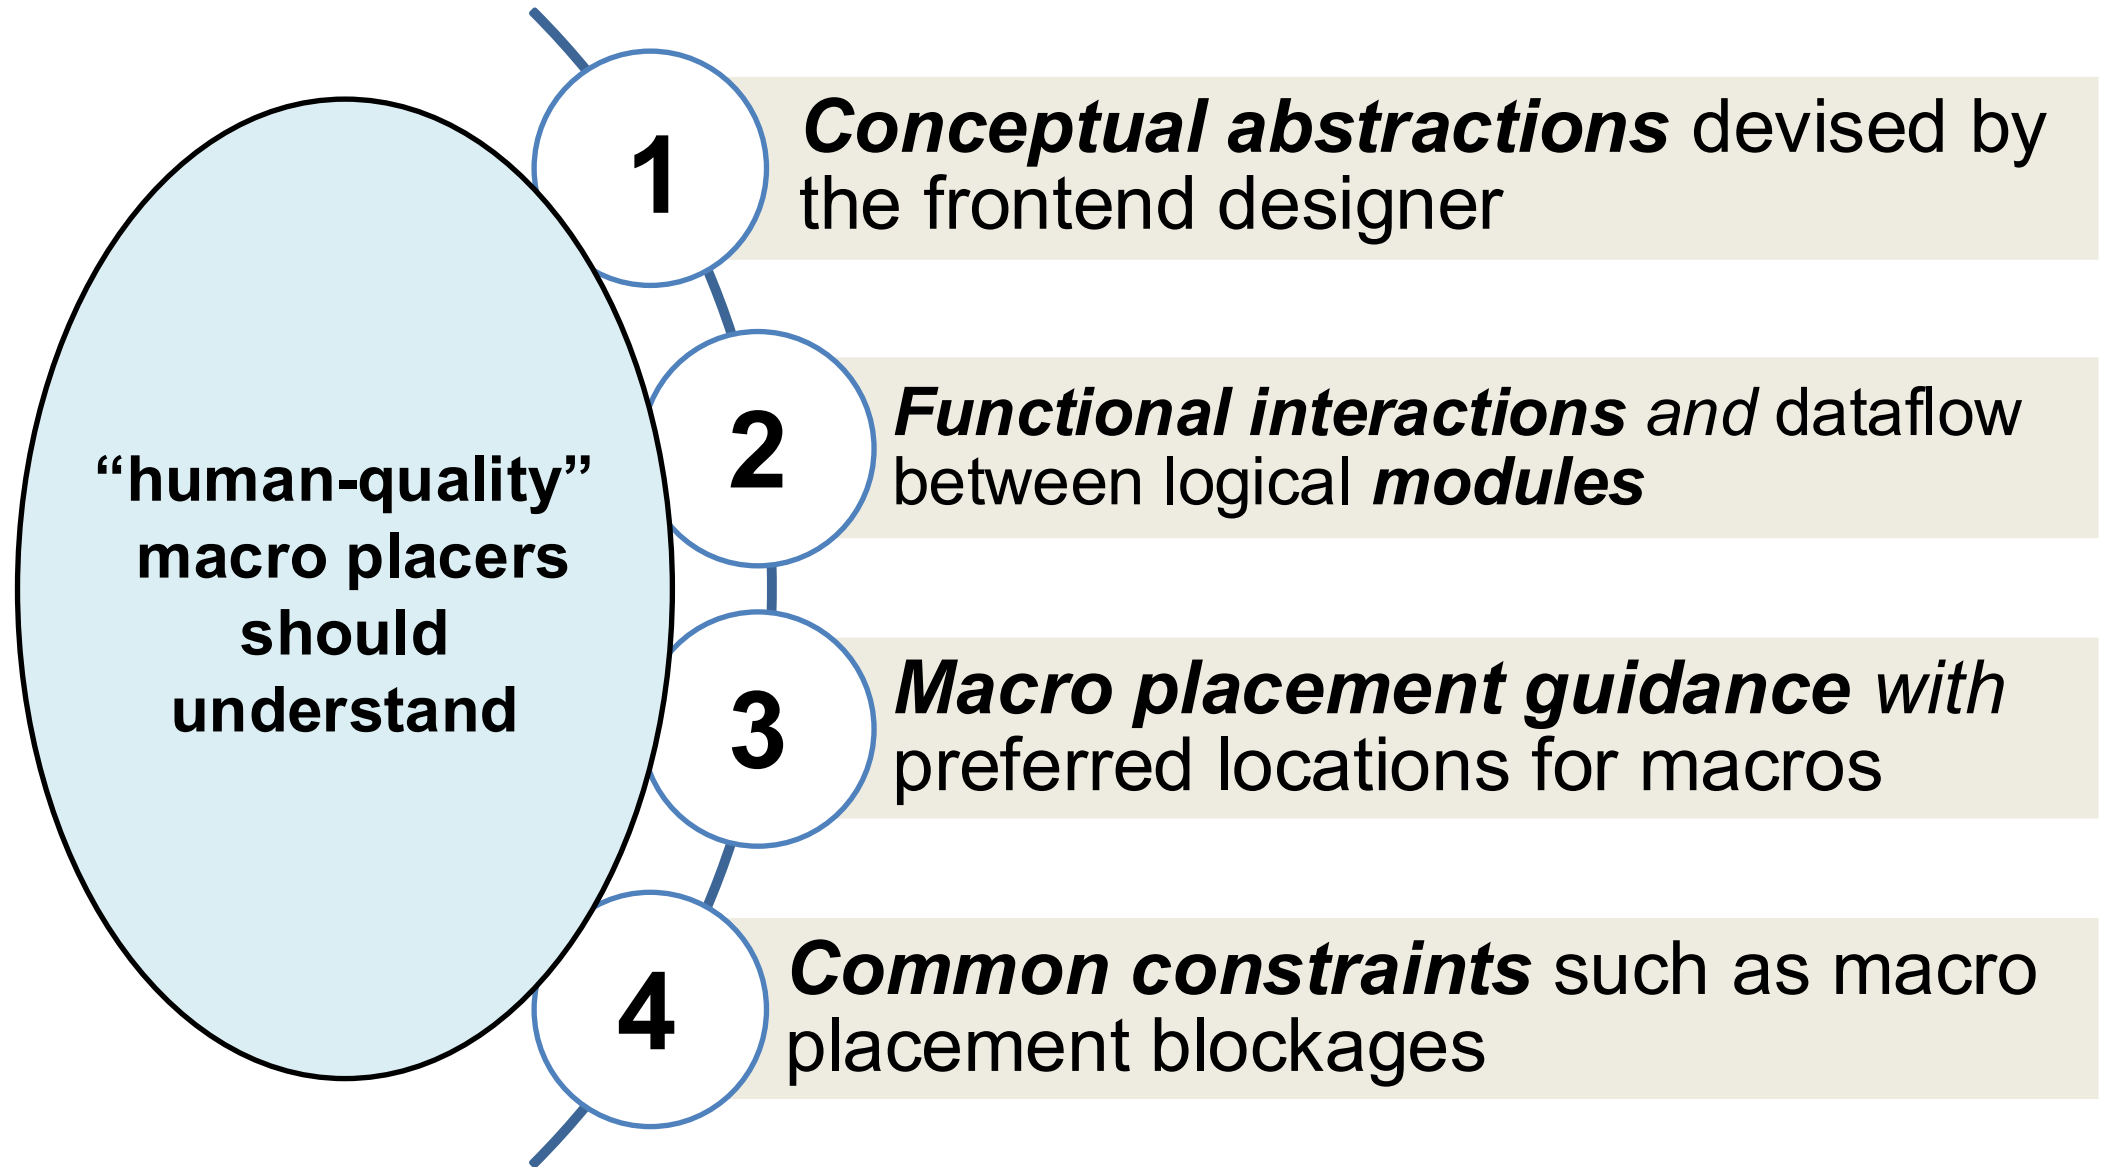 “human-quality”
macro placers
should
understand
1
Conceptual abstractions devised by
the frontend designer
2
Functional interactions and dataflow
between logical modules
3
Macro placement guidance with
preferred locations for macros
4
Common constraints such as macro
placement blockages